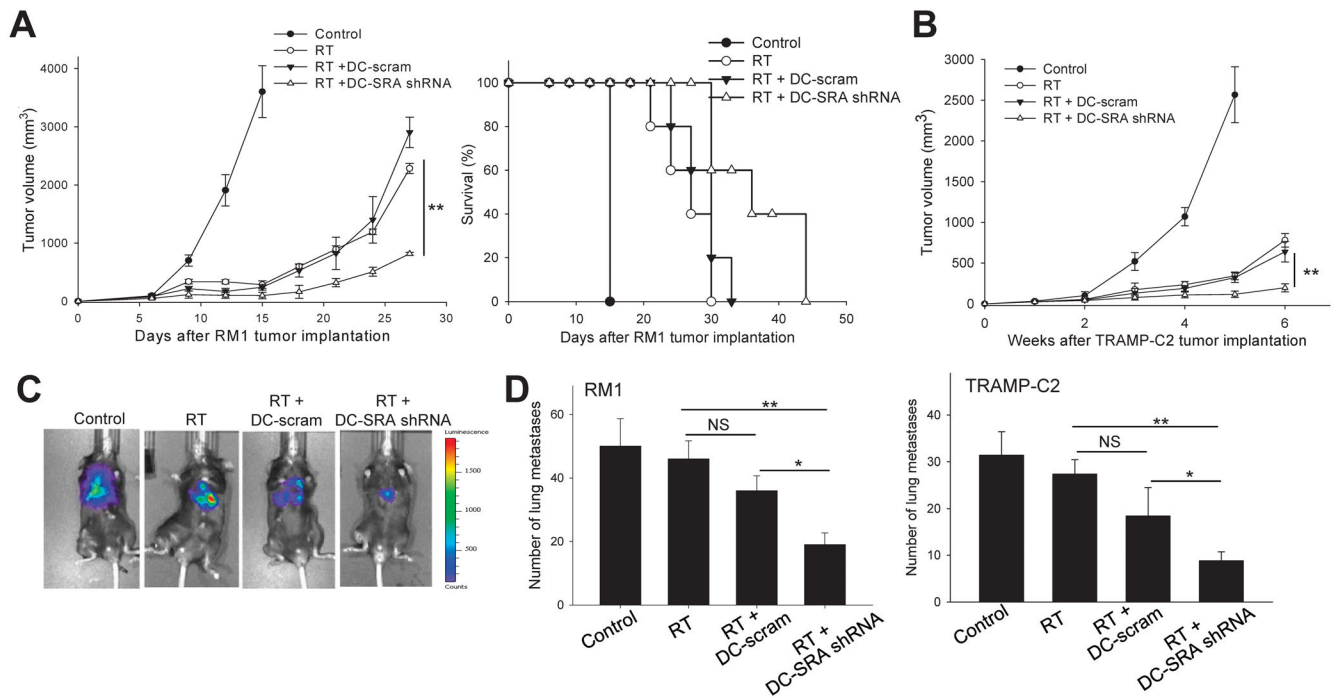 A
Control
RT
RT +DC-scram
RT +DC-SRA shRNA
4000
3000
2000
1000
0
Tumor volume (mm3)
**
0 5 10 15 20 25 30
Days after RM1 tumor implantation
Control
RT
RT + DC-scram
RT + DC-SRA shRNA
100
80
60
40
20
0
Survival (%)
0 10 20 30 40 50
Days after RM1 tumor implantation
B
Control
RT
RT + DC-scram
RT + DC-SRA shRNA
3000
2500
2000
1500
1000
500
0
Tumor volume (mm3)
**
0 2 4 6
Weeks after TRAMP-C2 tumor implantation
C
Control
RT
RT +
DC-scram
RT +
DC-SRA shRNA
Luminescence
1500
1000
500
Counts
D
RM1
60
40
20
0
Number of lung metastases
**
NS
*
Control
RT
RT +
DC-scram
RT +
DC-SRA shRNA
TRAMP-C2
40
30
20
10
0
Number of lung metastases
**
NS
*
Control
RT
RT +
DC-scram
RT +
DC-SRA shRNA